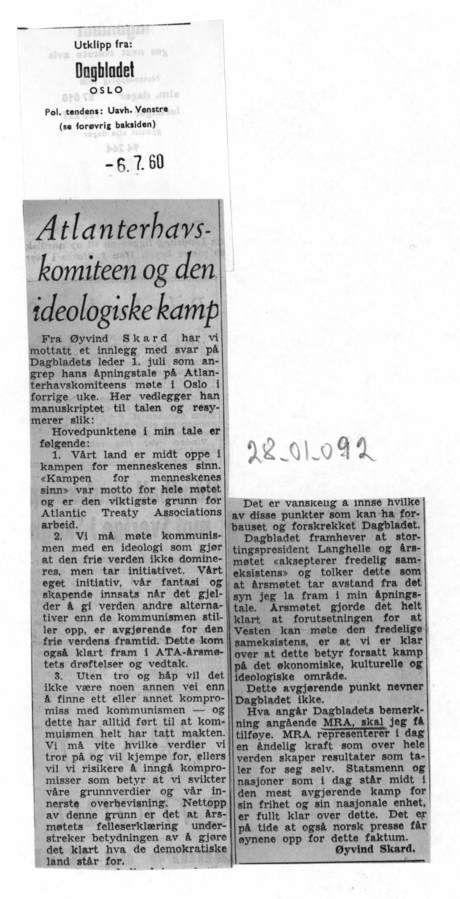 Utklipp fra:
Dagbladet
OSLO
Pol. tendens: Uavh. Venstre
(se forøvrig baksiden)
-6. 7. 60
Atlanterhavs-
komiteen og den
ideologiske kamp
Fra Øyvind Skard har vi
mottatt et innlegg med svar på
Dagbladets leder 1. juli som an-
grep hans åpningstale på Atlan-
terhavskomiteens møte i Oslo i
forrige uke. Her vedlegger han
manuskriptet til talen og resy-
merer slik:
Hovedpunktene i min tale er
følgende:
1. Vårt land er midt oppe i
kampen for menneskenes sinn.
«Kampen for menneskenes
sinn» var motto for hele møtet
og er den viktigste grunn for
Atlantic Treaty Associations
arbeid.
2. Vi må møte kommunis-
men med en ideologi som gjør
at den frie verden ikke domine-
res, men tar initiativet. Vårt
eget initiativ, vår fantasi og
skapende innsats når det gjel-
der å gi verden andre alterna-
tiver enn de kommunismen stil-
ler opp, er avgjørende for den
frie verdens framtid. Dette kom
også klart fram i ATA-årsmø-
tets drøftelser og vedtak.
3. Uten tro og håp vil det
ikke være noen annen vei enn
å finne ett eller annet kompro-
miss med kommunismen — og
dette har alltid ført til at kom-
muismen helt har tatt makten.
Vi må vite hvilke verdier vi
tror på og vil kjempe for, ellers
vil vi risikere å inngå kompro-
misser som betyr at vi svikter
våre grunnverdier og vår in-
nerste overbevisning. Nettopp
av denne grunn er det at års-
møtets felleserklæring under-
streker betydningen av å gjøre
det klart hva de demokratiske
land står for.
28_01_092
Det er vanskelig å innse hvilke
av disse punkter som kan ha for-
bauset og forskrekket Dagbladet.
Dagbladet framhever at stor-
tingspresident Langhelle og års-
møtet «aksepterer fredelig sam-
eksistens» og tolker dette som
at årsmøtet tar avstand fra det
syn jeg la fram i min åpnings-
tale. Årsmøtet gjorde det helt
klart at forutsetningen for at
Vesten kan møte den fredelige
sameksistens, er at vi er klar
over at dette betyr forsatt kamp
på det økonomiske, kulturelle og
ideologiske område.
Dette avgjørende punkt nevner
Dagbladet ikke.
Hva angår Dagbladets bemerk-
ning angående MRA, skal jeg få
tilføye. MRA representerer i dag
en åndelig kraft som over hele
verden skaper resultater som ta-
ler for seg selv. Statsmenn og
nasjoner som i dag står midt i
den mest avgjørende kamp for
sin frihet og sin nasjonale enhet,
er fullt klar over dette. Det er
på tide at også norsk presse får
øynene opp for dette faktum.
Øyvind Skard.